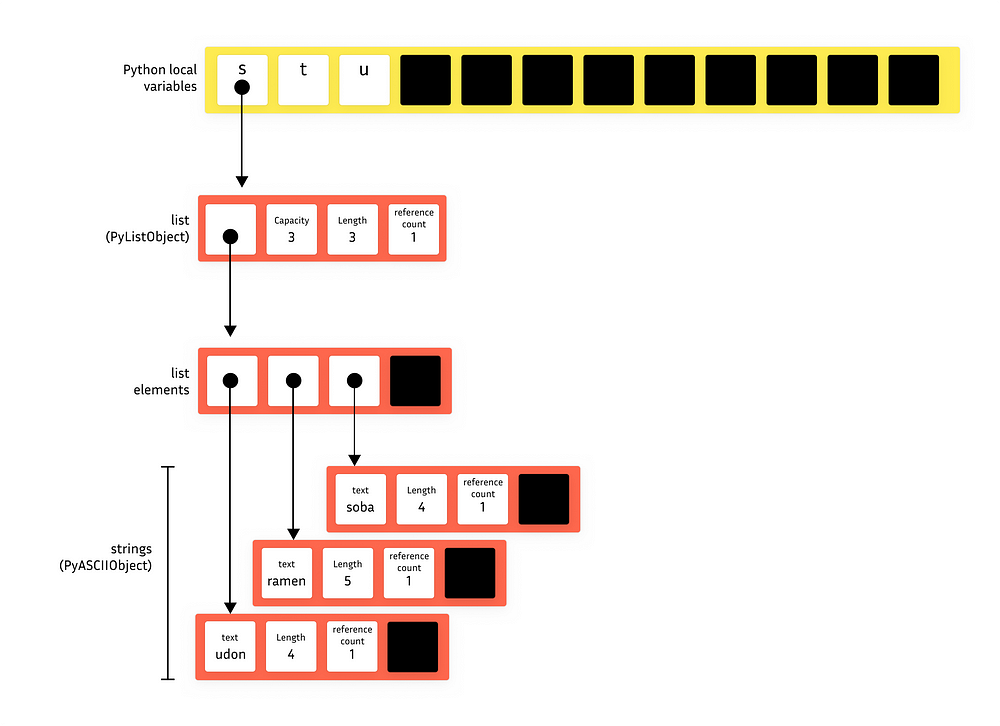 Python local
variables
s
t
u
list
(PyListObject)
Capacity
3
Length
3
reference
count
1
list
elements
text
soba
Length
4
reference
count
1
strings
(PyASCIIObject)
text
ramen
Length
5
reference
count
1
text
udon
Length
4
reference
count
1